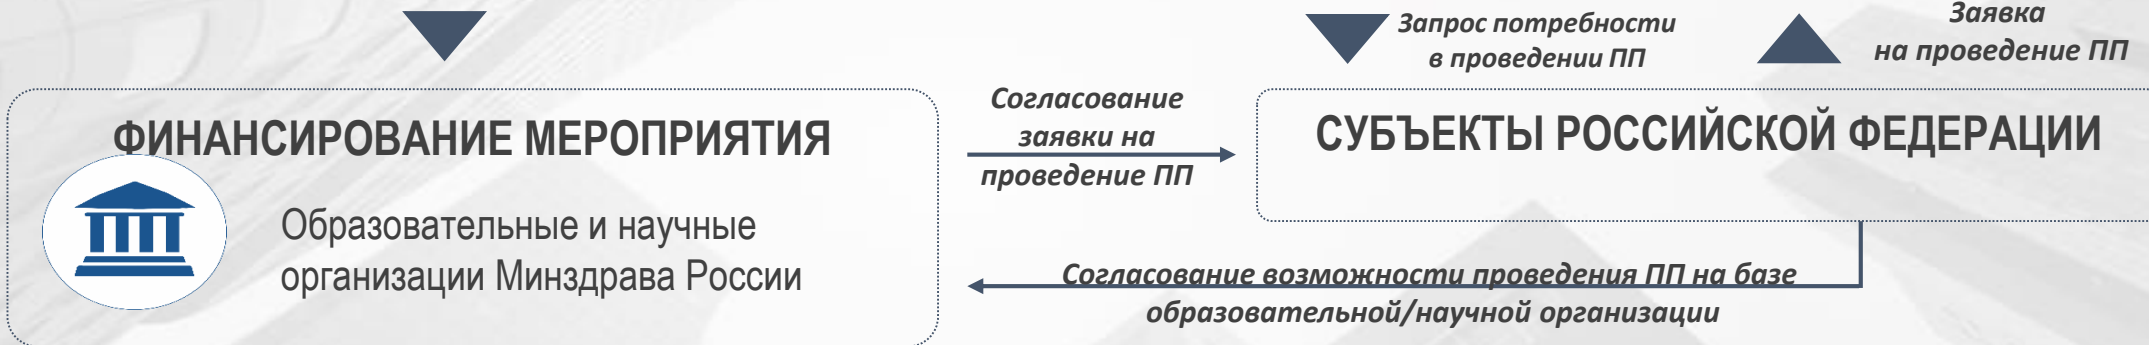 Запрос потребности
в проведении ПП
Заявка
на проведение ПП
ФИНАНСИРОВАНИЕ МЕРОПРИЯТИЯ
Образовательные и научные
организации Минздрава России
Согласование
заявки на
проведение ПП
СУБЪЕКТЫ РОССИЙСКОЙ ФЕДЕРАЦИИ
Согласование возможности проведения ПП на базе
образовательной/научной организации